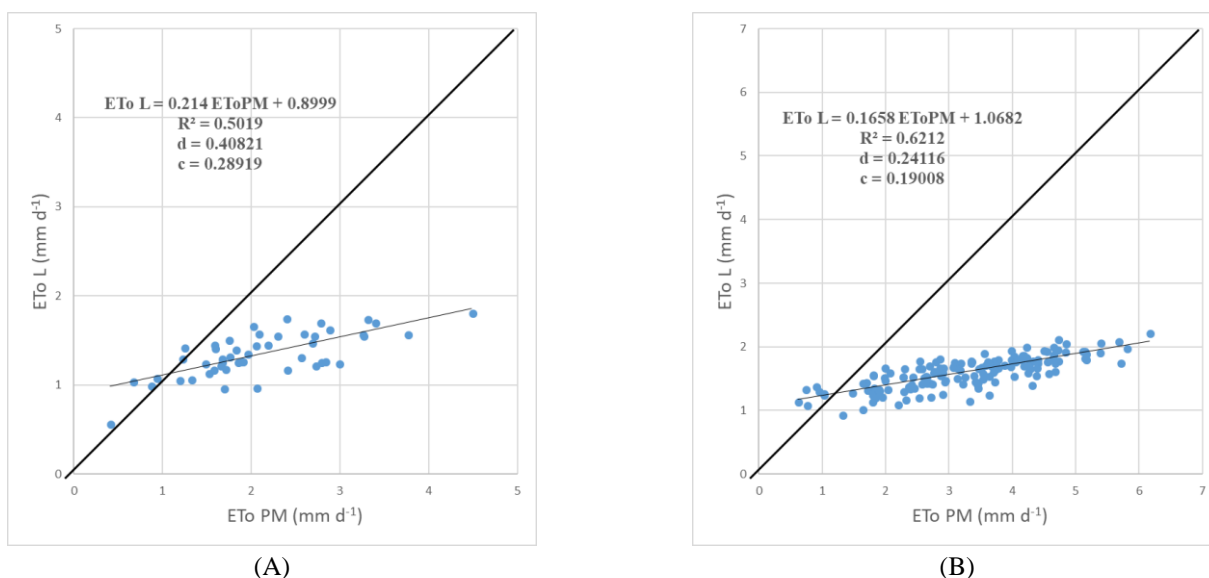 5
4
3
2
1
0
ETo L (mm d⁻¹)
ETo L = 0.214 EToPM + 0.8999
R² = 0.5019
d = 0.40821
c = 0.28919
0 1 2 3 4 5
ETo PM (mm d⁻¹)
(A)
7
6
5
4
3
2
1
0
ETo L (mm d⁻¹)
ETo L = 0.1658 EToPM + 1.0682
R² = 0.6212
d = 0.24116
c = 0.19008
0 1 2 3 4 5 6 7
ETo PM (mm d⁻¹)
(B)